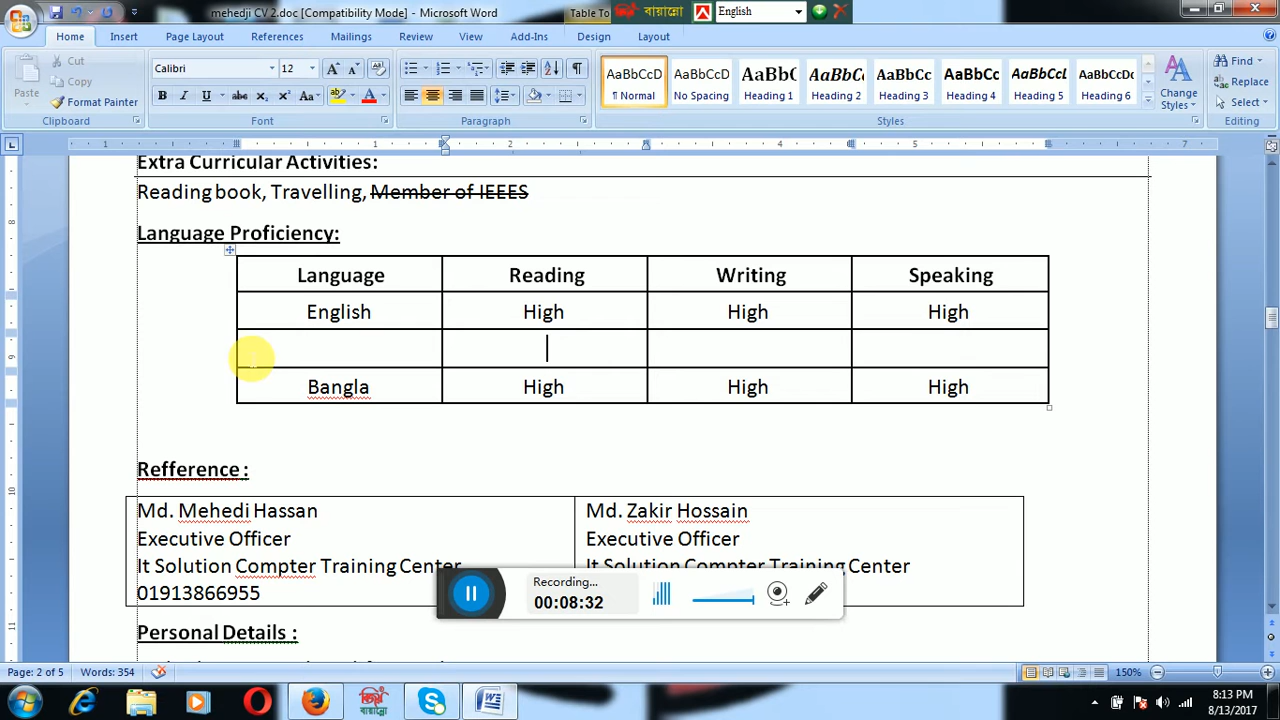 mehedji CV 2.doc [Compatibility Mode] - Microsoft Word
Table To
বায়ান্নো
English
Home Insert Page Layout References Mailings Review View Add-Ins Design Layout
Paste
Cut
Copy
Format Painter
Clipboard
Calibri 12
Font
Paragraph
AaBbCcD AaBbCcD AaBb(C AaBbCc AaBbCc AaBbCc AaBbCcl AaBbCcDc
¶ Normal No Spacing Heading 1 Heading 2 Heading 3 Heading 4 Heading 5 Heading 6
Styles
Change Styles
Find
Replace
Select
Editing
Extra Curricular Activities:
Reading book, Travelling, Member of IEEES
Language Proficiency:
Language Reading Writing Speaking
English High High High
Bangla High High High
Refference :
Md. Mehedi Hassan
Executive Officer
It Solution Compter Training Center
01913866955
Md. Zakir Hossain
Executive Officer
It Solution Compter Training Center
Recording...
00:08:32
Personal Details :
Page: 2 of 5 Words: 354
150%
8:13 PM
8/13/2017